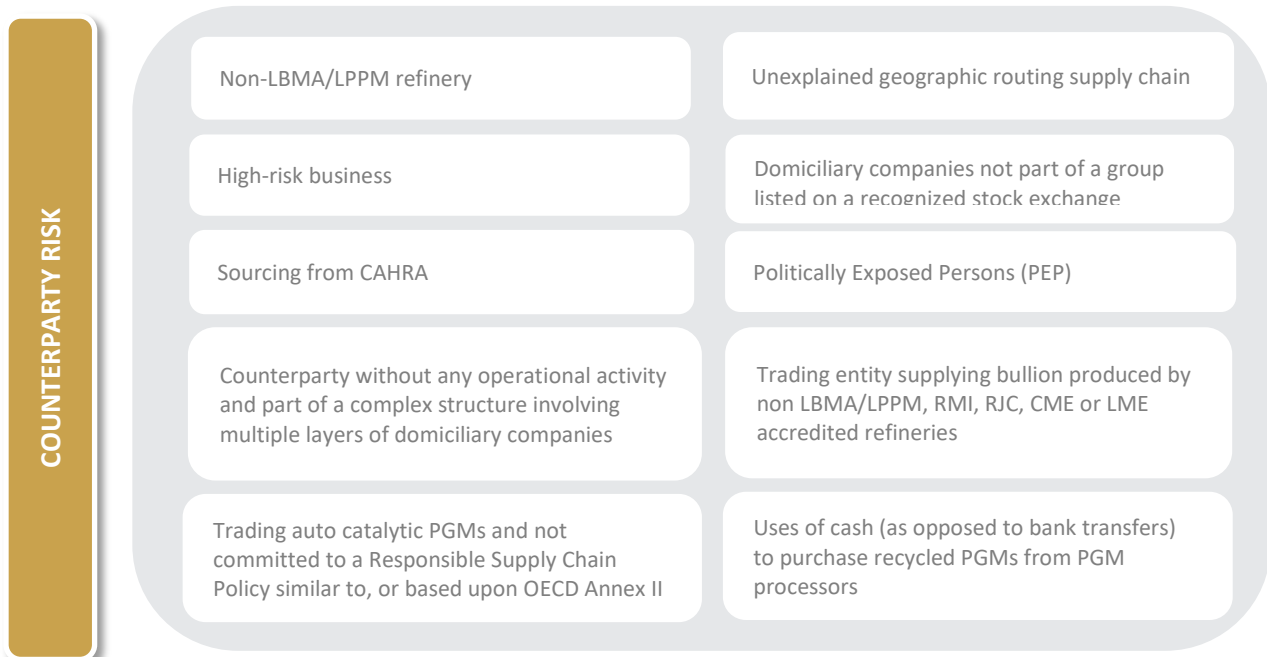 COUNTERPARTY RISK
Non-LBMA/LPPM refinery
Unexplained geographic routing supply chain
High-risk business
Domiciliary companies not part of a group
listed on a recognized stock exchange
Sourcing from CAHRA
Politically Exposed Persons (PEP)
Counterparty without any operational activity
and part of a complex structure involving
multiple layers of domiciliary companies
Trading entity supplying bullion produced by
non LBMA/LPPM, RMI, RJC, CME or LME
accredited refineries
Trading auto catalytic PGMs and not
committed to a Responsible Supply Chain
Policy similar to, or based upon OECD Annex II
Uses of cash (as opposed to bank transfers)
to purchase recycled PGMs from PGM
processors